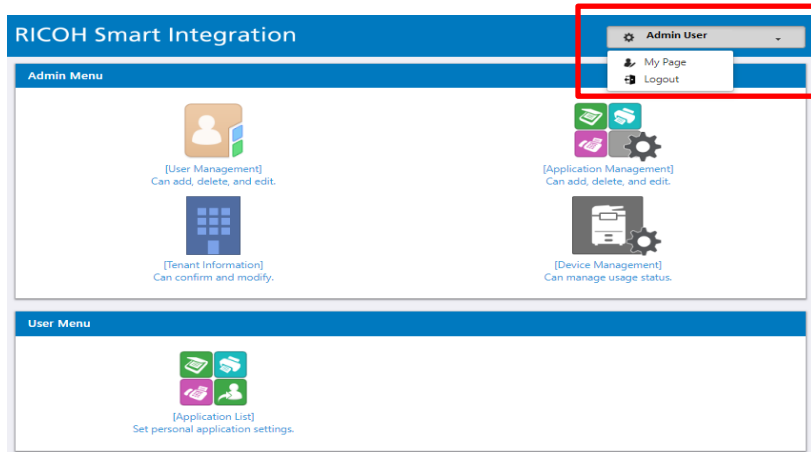 RICOH Smart Integration
Admin User
My Page
Logout
Admin Menu
[User Management]
Can add, delete, and edit.
[Application Management]
Can add, delete, and edit.
[Tenant Information]
Can confirm and modify.
[Device Management]
Can manage usage status.
User Menu
[Application List]
Set personal application settings.